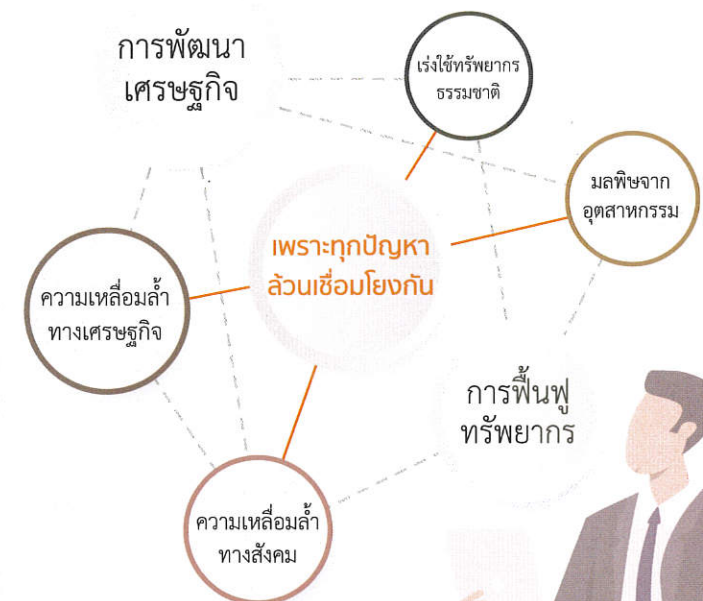 การพัฒนา
เศรษฐกิจ
เร่งใช้ทรัพยากร
ธรรมชาติ
มลพิษจาก
อุตสาหกรรม
เพราะทุกปัญหา
ล้วนเชื่อมโยงกัน
ความเหลื่อมล้ำ
ทางเศรษฐกิจ
การฟื้นฟู
ทรัพยากร
ความเหลื่อมล้ำ
ทางสังคม